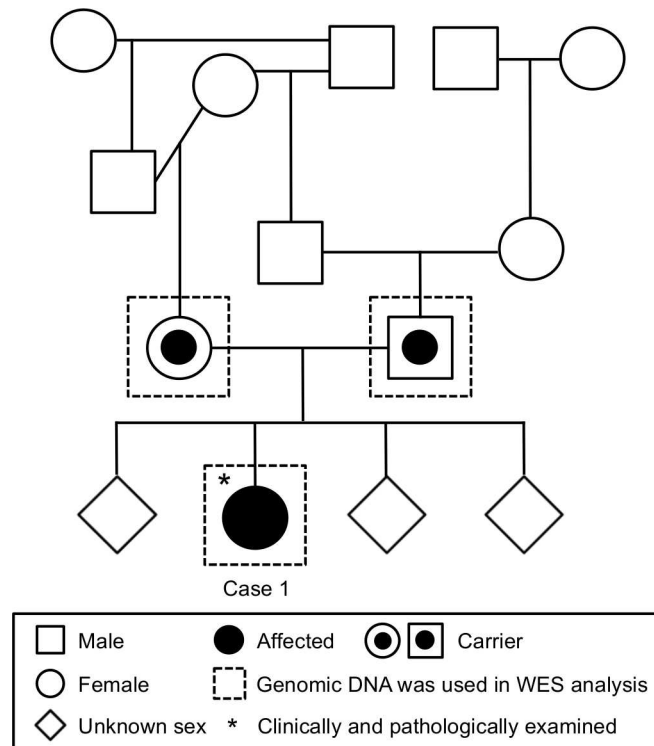 *
Case 1
Male Affected Carrier
Female Genomic DNA was used in WES analysis
Unknown sex * Clinically and pathologically examined